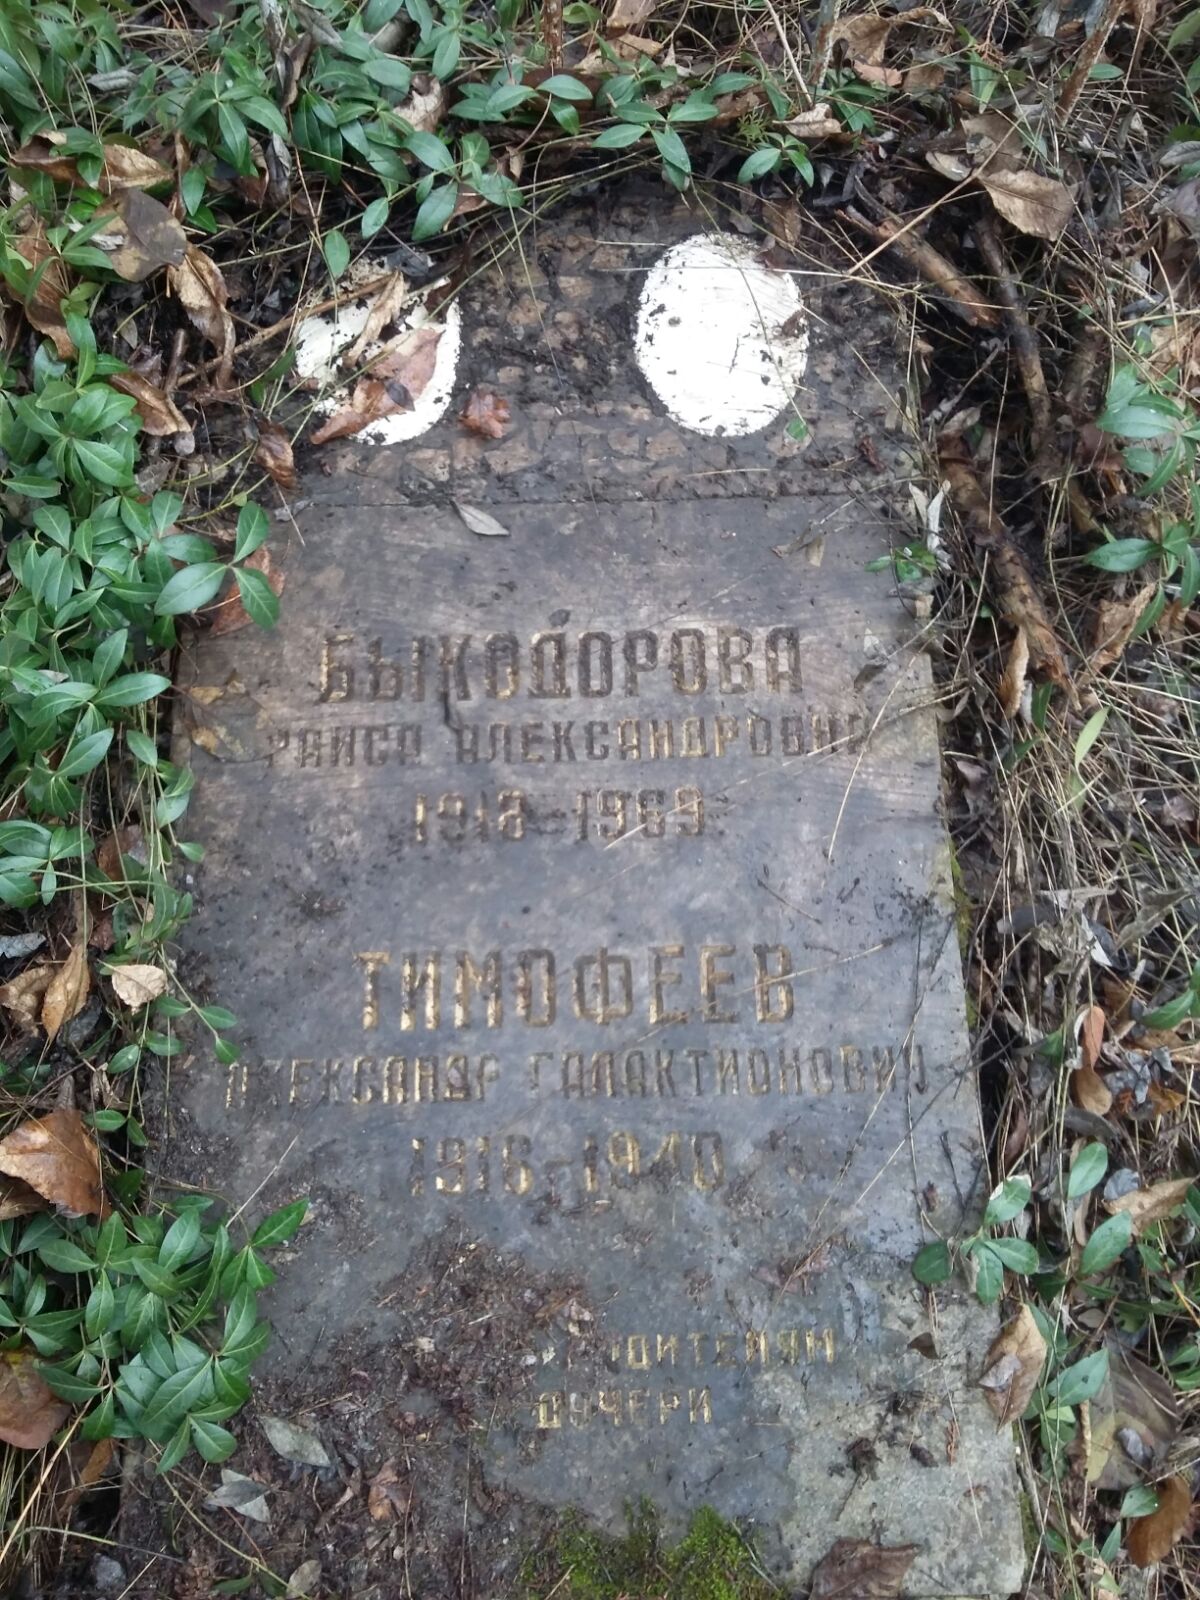 БЫКОДОРОВА
РАИСА АЛЕКСАНДРОВНА
1918-1969
ТИМОФЕЕВ
АЛЕКСАНДР ГАЛАКТИОНОВИЧ
1916-1940
РОДИТЕЛЯМ
ДОЧЕРИ